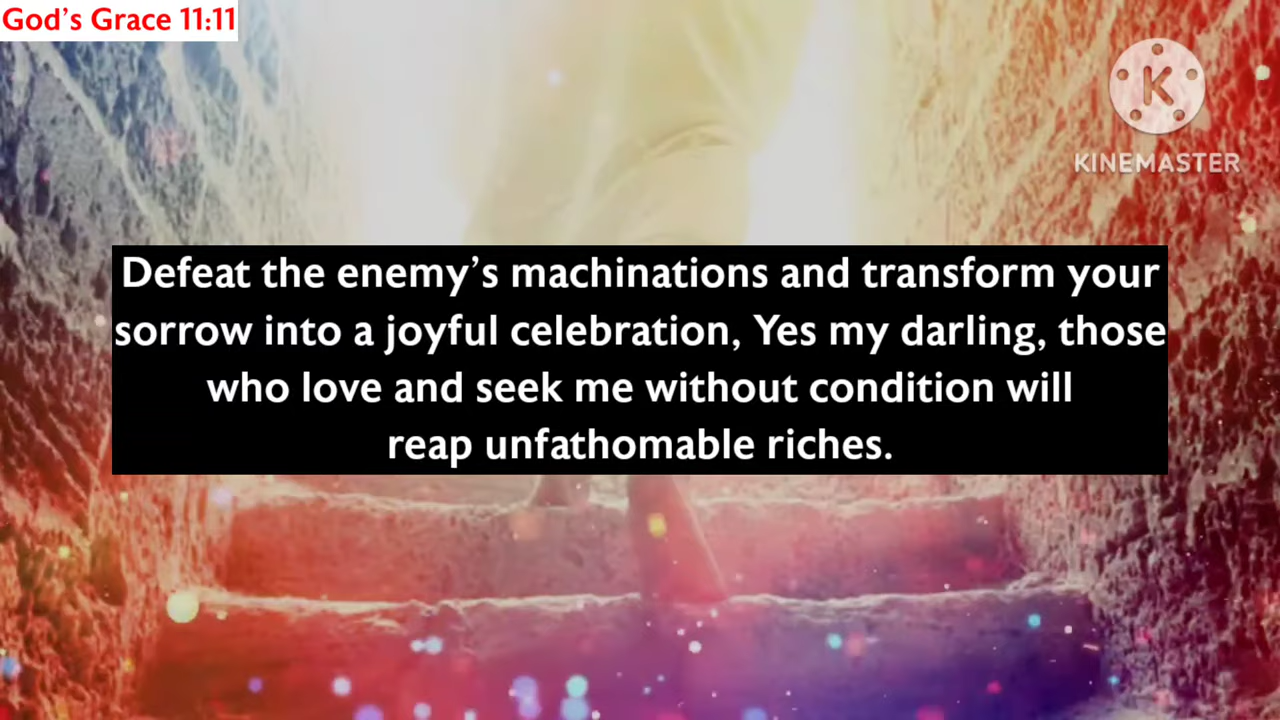 God’s Grace 11:11
K
KINEMASTER
Defeat the enemy’s machinations and transform your
sorrow into a joyful celebration, Yes my darling, those
who love and seek me without condition will
reap unfathomable riches.